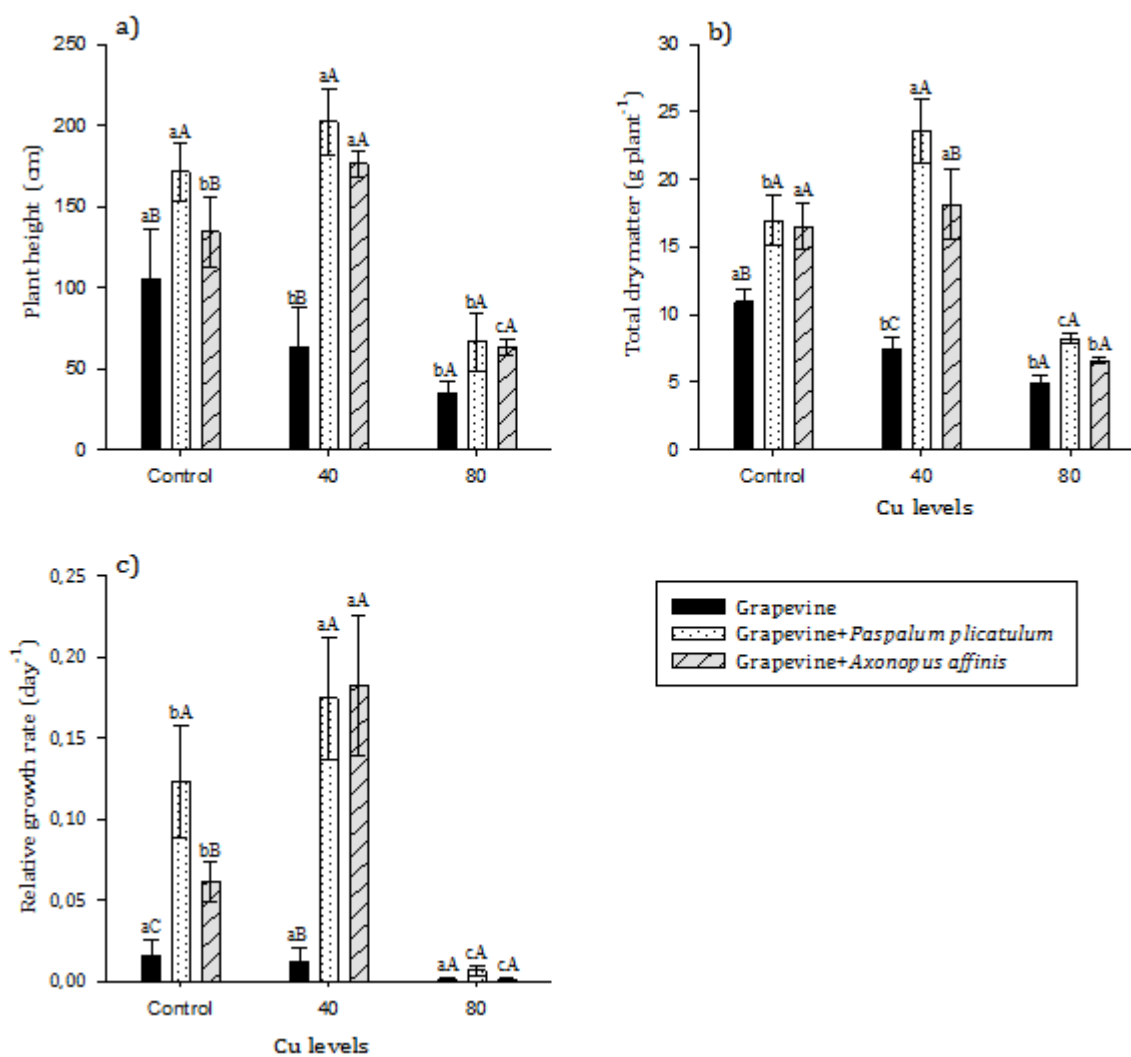 a)
Plant height (cm)
250
200
150
100
50
0
aB
aA
bB
bB
aA
aA
bA
bA
cA
Control
40
80
b)
Total dry matter (g plant⁻¹)
30
25
20
15
10
5
0
aB
bA
aA
bC
aA
aB
bA
cA
bA
Control
40
80
Cu levels
c)
Relative growth rate (day⁻¹)
0,25
0,20
0,15
0,10
0,05
0,00
aC
bA
bB
aB
aA
aA
aA
cA
cA
Control
40
80
Cu levels
Grapevine
Grapevine+Paspalum plicatulum
Grapevine+Axonopus affinis